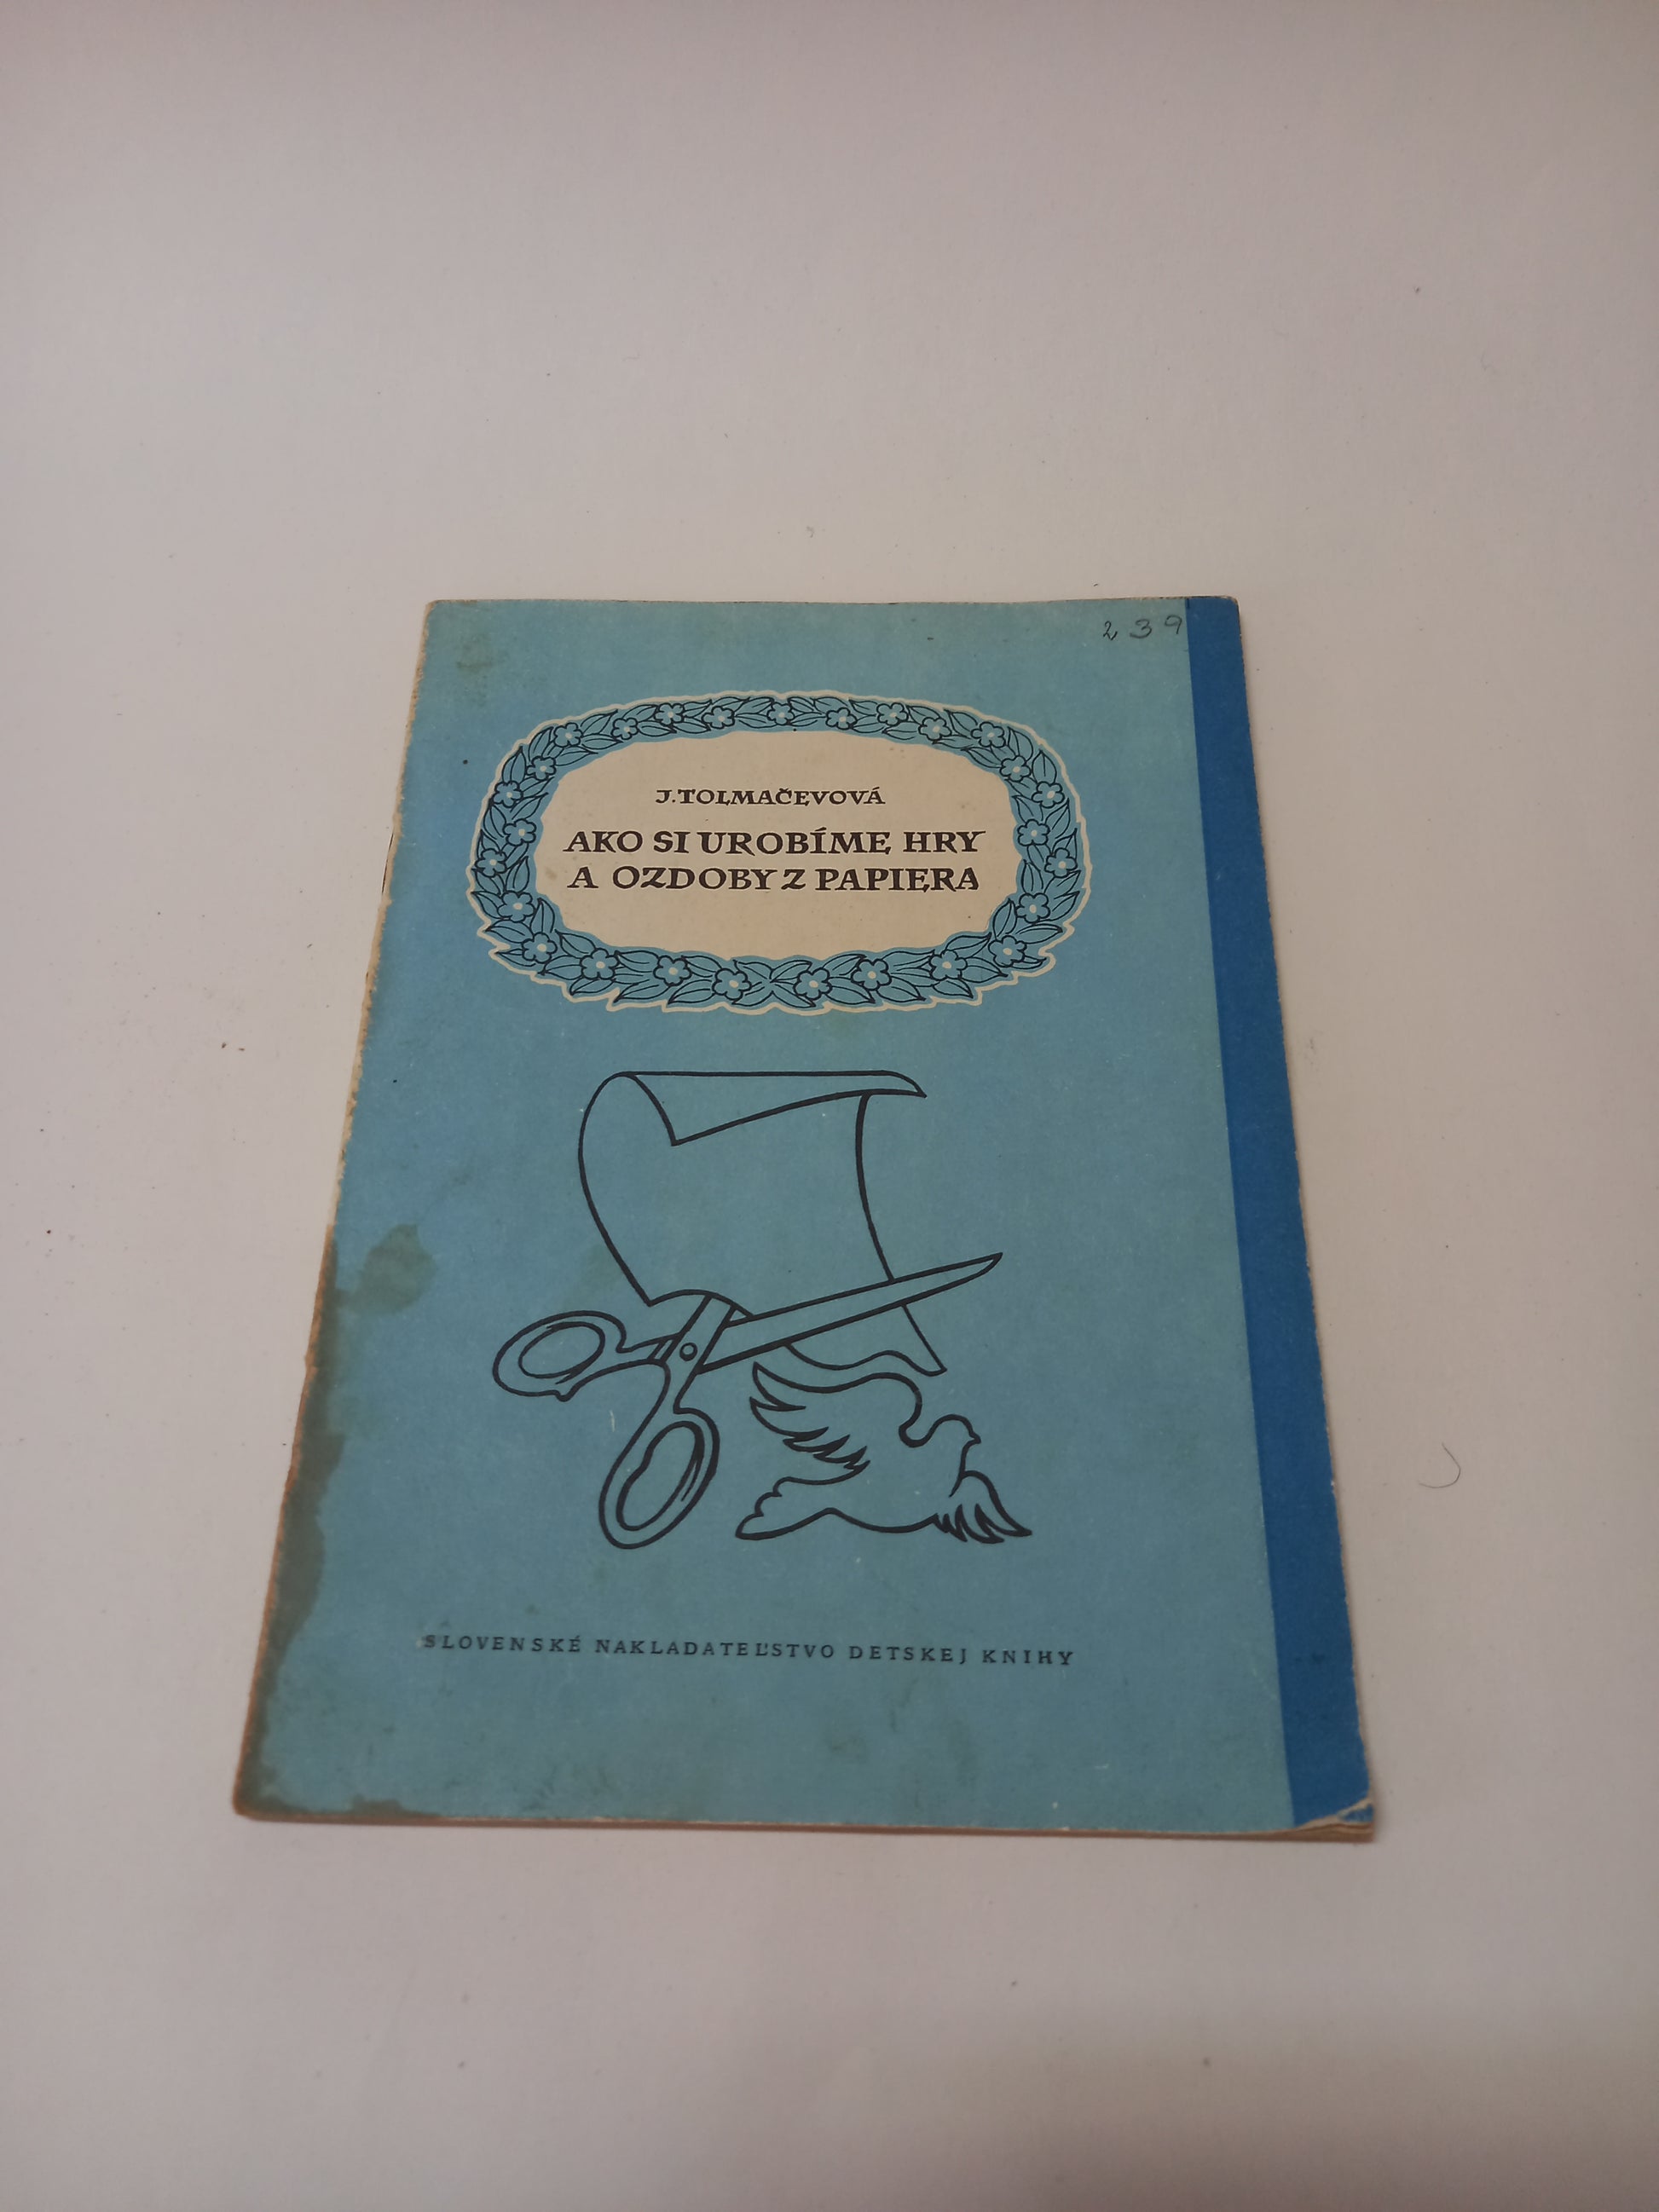 239
J. TOLMAČEVOVÁ
AKO SI UROBÍME HRY
A OZDOBY Z PAPIERA
SLOVENSKÉ NAKLADATEĽSTVO DETSKEJ KNIHY